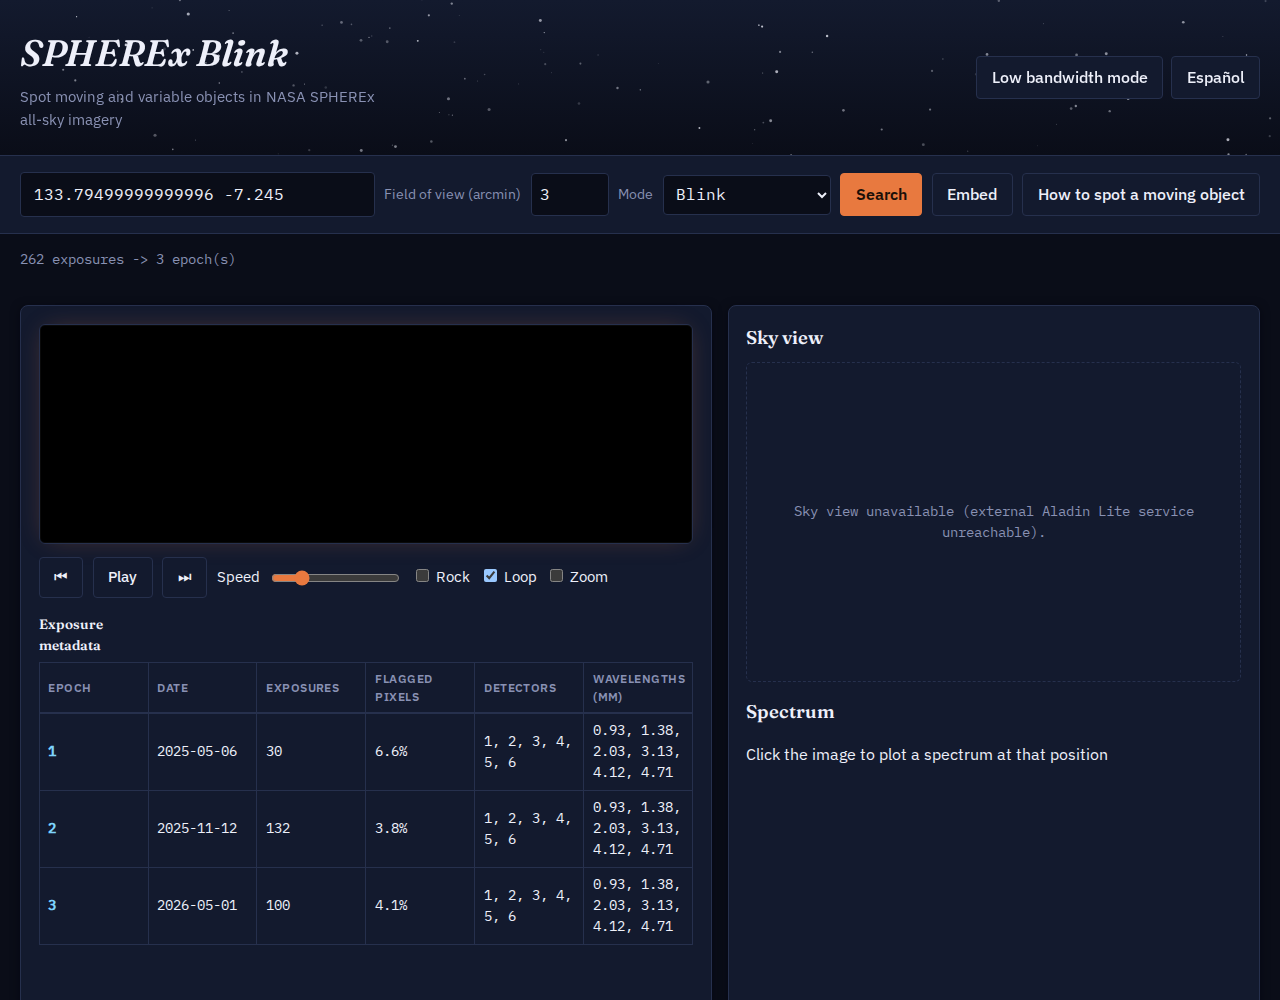 SPHEREx Blink
Spot moving and variable objects in NASA SPHEREx
all-sky imagery
Low bandwidth mode
Español
133.79499999999996 -7.245
Field of view (arcmin)
3
Mode
Blink
Search
Embed
How to spot a moving object
262 exposures -> 3 epoch(s)
Play
Speed
Rock
Loop
Zoom
Exposure
metadata
EPOCH
DATE
EXPOSURES
FLAGGED
PIXELS
DETECTORS
WAVELENGTHS
(MM)
1
2025-05-06
30
6.6%
1, 2, 3, 4,
5, 6
0.93, 1.38,
2.03, 3.13,
4.12, 4.71
2
2025-11-12
132
3.8%
1, 2, 3, 4,
5, 6
0.93, 1.38,
2.03, 3.13,
4.12, 4.71
3
2026-05-01
100
4.1%
1, 2, 3, 4,
5, 6
0.93, 1.38,
2.03, 3.13,
4.12, 4.71
Sky view
Sky view unavailable (external Aladin Lite service
unreachable).
Spectrum
Click the image to plot a spectrum at that position